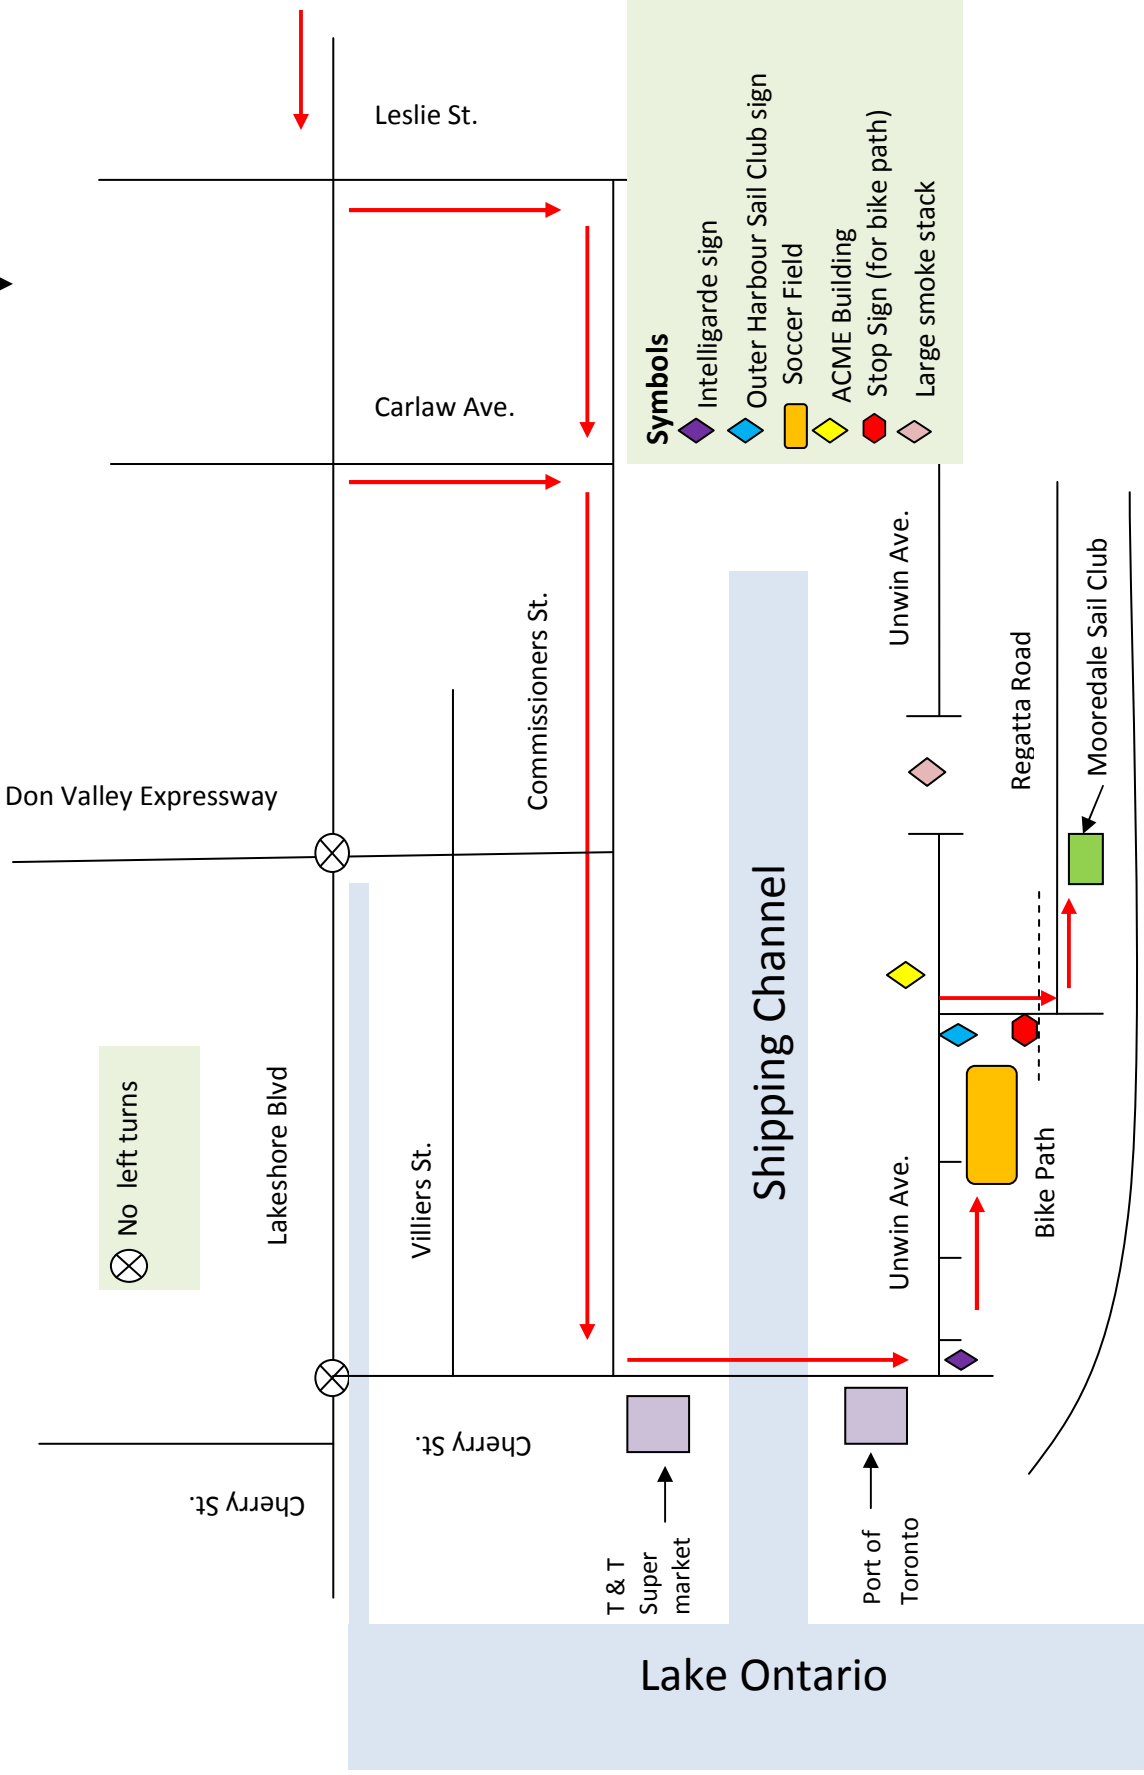 Leslie St.
Carlaw Ave.
Symbols
Intelligarde sign
Outer Harbour Sail Club sign
Soccer Field
ACME Building
Stop Sign (for bike path)
Large smoke stack
Commissioners St.
Unwin Ave.
Regatta Road
Mooredale Sail Club
Don Valley Expressway
Shipping Channel
No left turns
Lakeshore Blvd
Villiers St.
Unwin Ave.
Bike Path
Cherry St.
Cherry St.
T & T
Super
market
Port of
Toronto
Lake Ontario